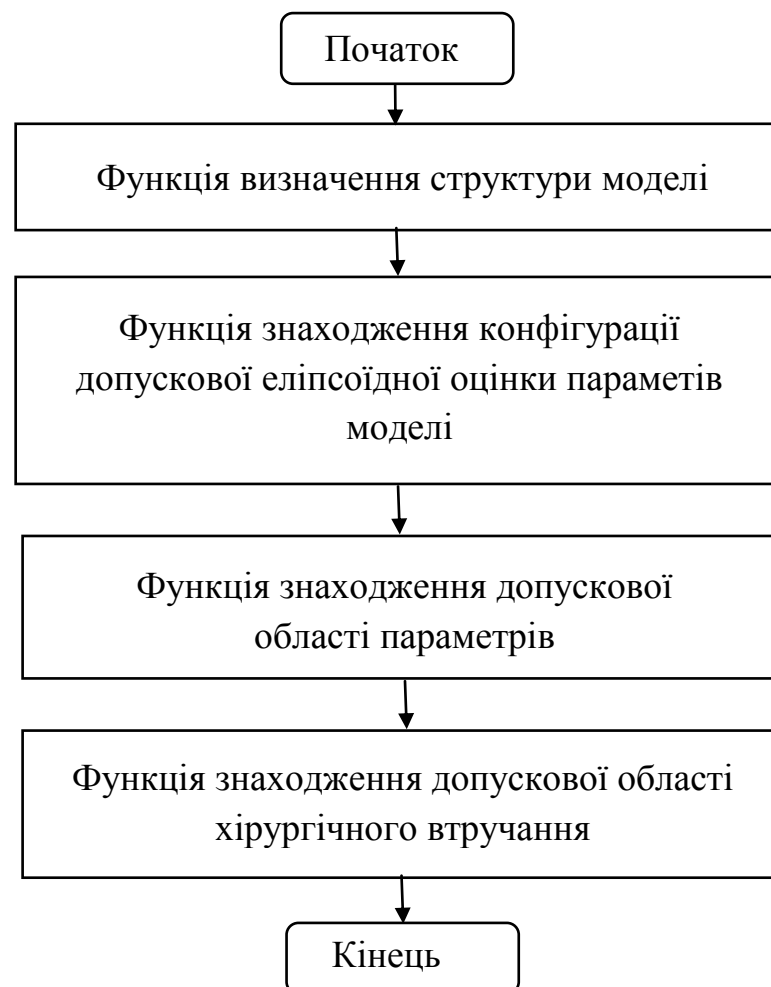 Початок
Функція визначення структури моделі
Функція знаходження конфігурації
допускової еліпсоїдної оцінки параметів
моделі
Функція знаходження допускової
області параметрів
Функція знаходження допускової області
хірургічного втручання
Кінець